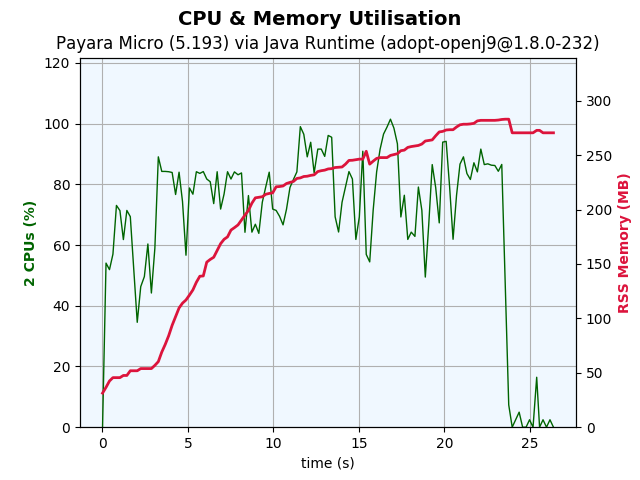 CPU & Memory Utilisation
Payara Micro (5.193) via Java Runtime (adopt-openj9@1.8.0-232)
120
100
80
60
40
20
0
2 CPUs (%)
300
250
200
150
100
50
0
RSS Memory (MB)
0 5 10 15 20 25
time (s)